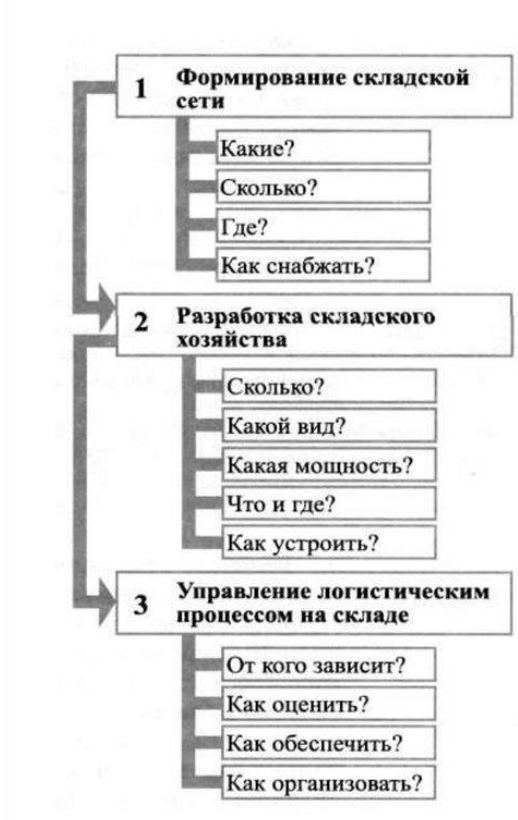 1 Формирование складской
сети
Какие?
Сколько?
Где?
Как снабжать?
2 Разработка складского
хозяйства
Сколько?
Какой вид?
Какая мощность?
Что и где?
Как устроить?
3 Управление логистическим
процессом на складе
От кого зависит?
Как оценить?
Как обеспечить?
Как организовать?